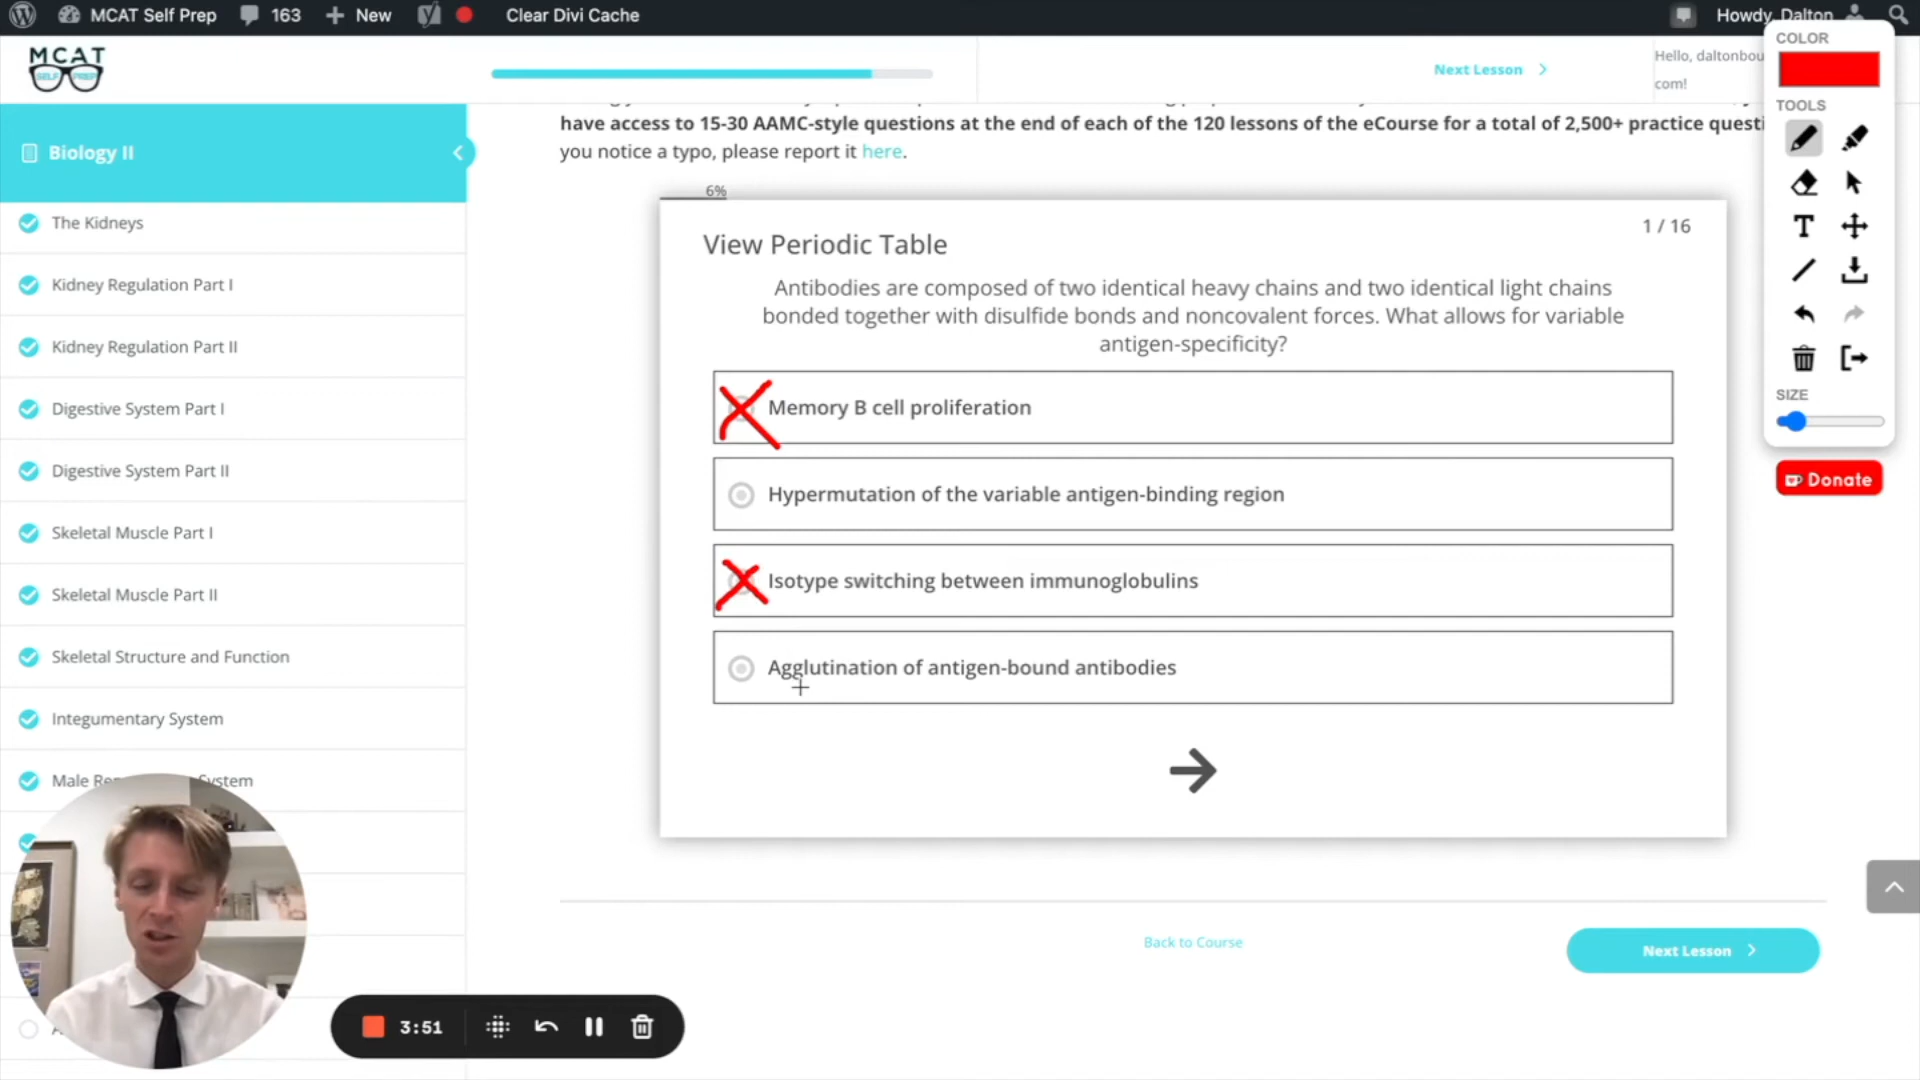 MCAT Self Prep 163 New Clear Divi Cache Howdy, Dalton
MCAT
SELF PREP
Next Lesson
Hello, daltonbou
com!
COLOR
TOOLS
SIZE
Donate
Biology II
The Kidneys
Kidney Regulation Part I
Kidney Regulation Part II
Digestive System Part I
Digestive System Part II
Skeletal Muscle Part I
Skeletal Muscle Part II
Skeletal Structure and Function
Integumentary System
Male Re System
have access to 15-30 AAMC-style questions at the end of each of the 120 lessons of the eCourse for a total of 2,500+ practice questi
you notice a typo, please report it here.
6%
1 / 16
View Periodic Table
Antibodies are composed of two identical heavy chains and two identical light chains
bonded together with disulfide bonds and noncovalent forces. What allows for variable
antigen-specificity?
Memory B cell proliferation
Hypermutation of the variable antigen-binding region
Isotype switching between immunoglobulins
Agglutination of antigen-bound antibodies
Back to Course
Next Lesson
3:51